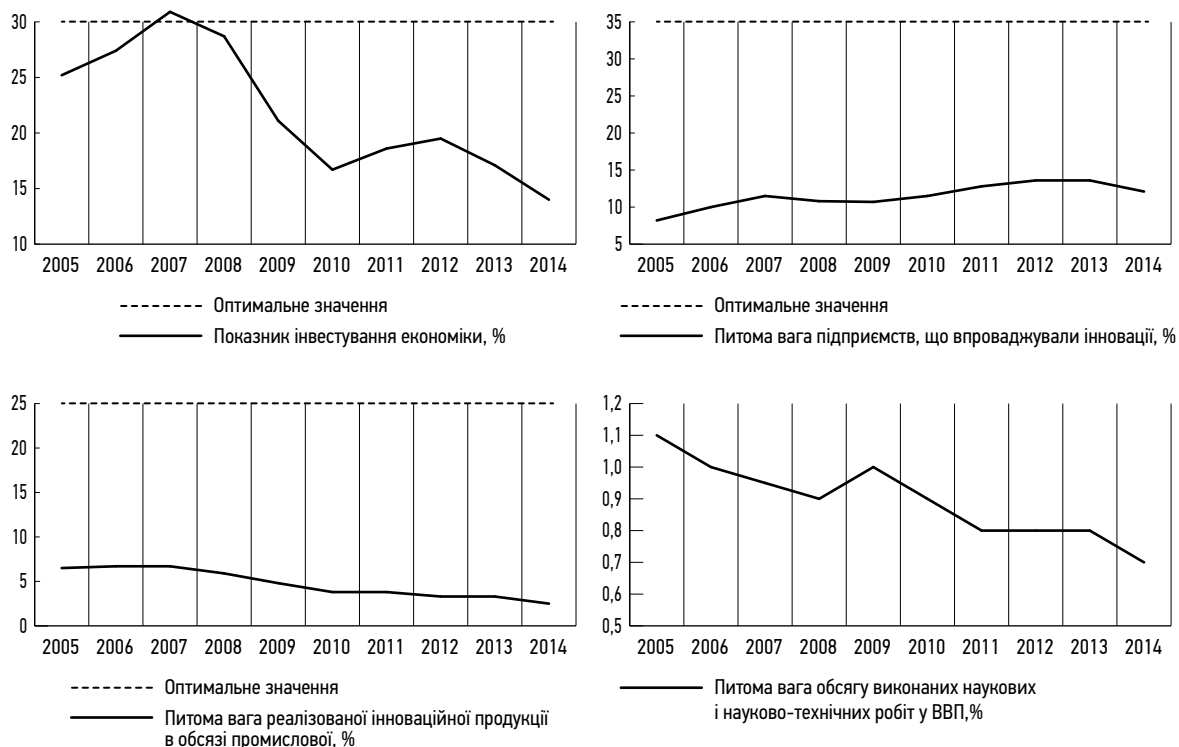 30
25
20
15
10
2005 2006 2007 2008 2009 2010 2011 2012 2013 2014
Оптимальне значення
Показник інвестування економіки, %
35
30
25
20
15
10
5
2005 2006 2007 2008 2009 2010 2011 2012 2013 2014
Оптимальне значення
Питома вага підприємств, що впроваджували інновації, %
25
20
15
10
5
0
2005 2006 2007 2008 2009 2010 2011 2012 2013 2014
Оптимальне значення
Питома вага реалізованої інноваційної продукції
в обсязі промислової, %
1,2
1,1
1,0
0,9
0,8
0,7
0,6
0,5
2005 2006 2007 2008 2009 2010 2011 2012 2013 2014
Питома вага обсягу виконаних наукових
і науково-технічних робіт у ВВП,%